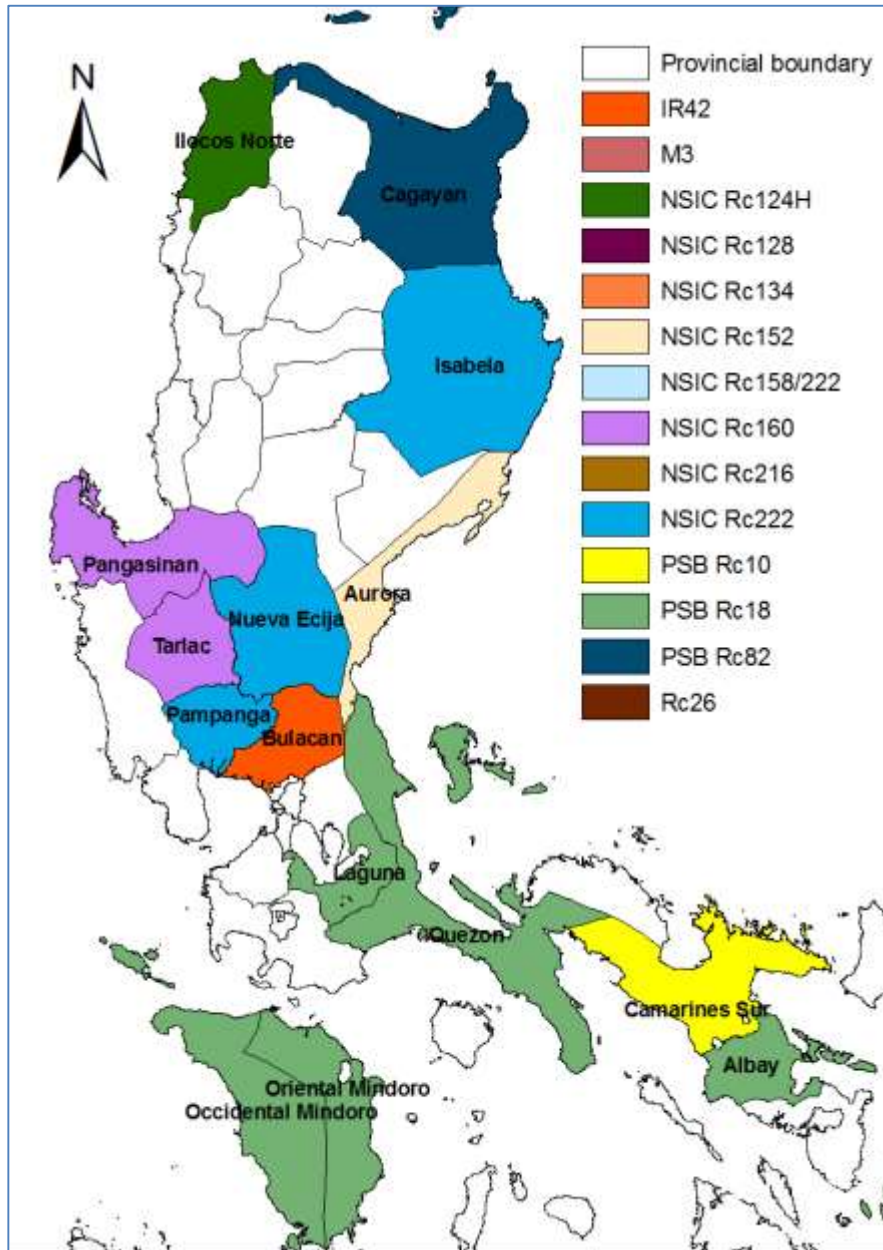 N
Ilocos Norte
Cagayan
Isabela
Pangasinan
Aurora
Nueva Ecija
Tarlac
Pampanga
Bulacan
Laguna
Quezon
Camarines Sur
Albay
Oriental Mindoro
Occidental Mindoro
Provincial boundary
IR42
M3
NSIC Rc124H
NSIC Rc128
NSIC Rc134
NSIC Rc152
NSIC Rc158/222
NSIC Rc160
NSIC Rc216
NSIC Rc222
PSB Rc10
PSB Rc18
PSB Rc82
Rc26